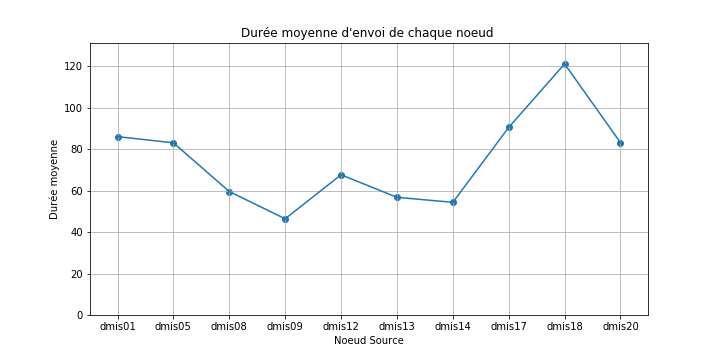 Durée moyenne d'envoi de chaque noeud
Durée moyenne
120
100
80
60
40
20
0
dmis01 dmis05 dmis08 dmis09 dmis12 dmis13 dmis14 dmis17 dmis18 dmis20
Noeud Source